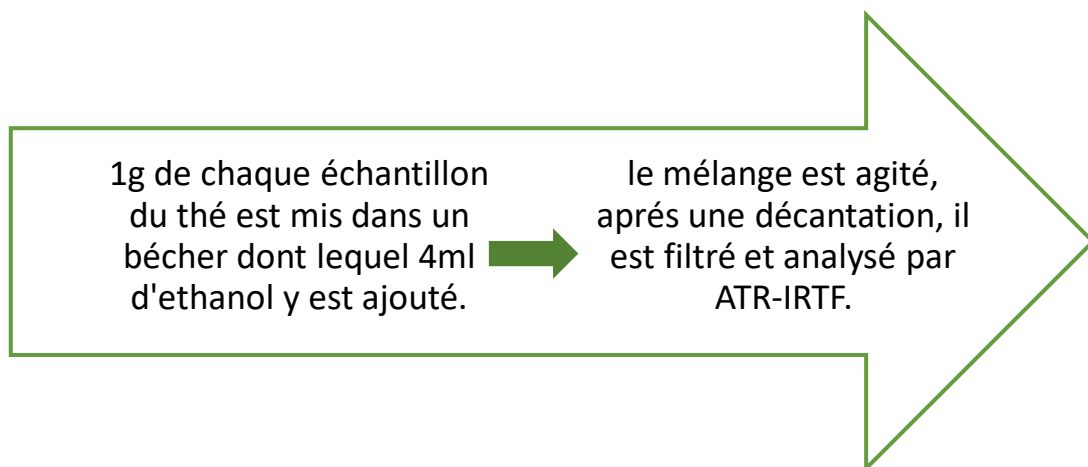 1g de chaque échantillon
du thé est mis dans un
bécher dont lequel 4ml
d'ethanol y est ajouté.
le mélange est agité,
aprés une décantation, il
est filtré et analysé par
ATR-IRTF.